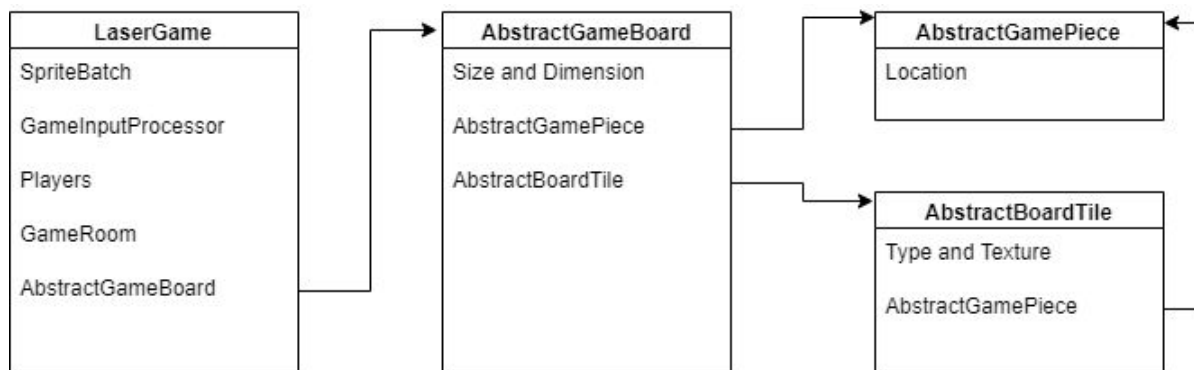 LaserGame
SpriteBatch
GameInputProcessor
Players
GameRoom
AbstractGameBoard
AbstractGameBoard
Size and Dimension
AbstractGamePiece
AbstractBoardTile
AbstractGamePiece
Location
AbstractBoardTile
Type and Texture
AbstractGamePiece